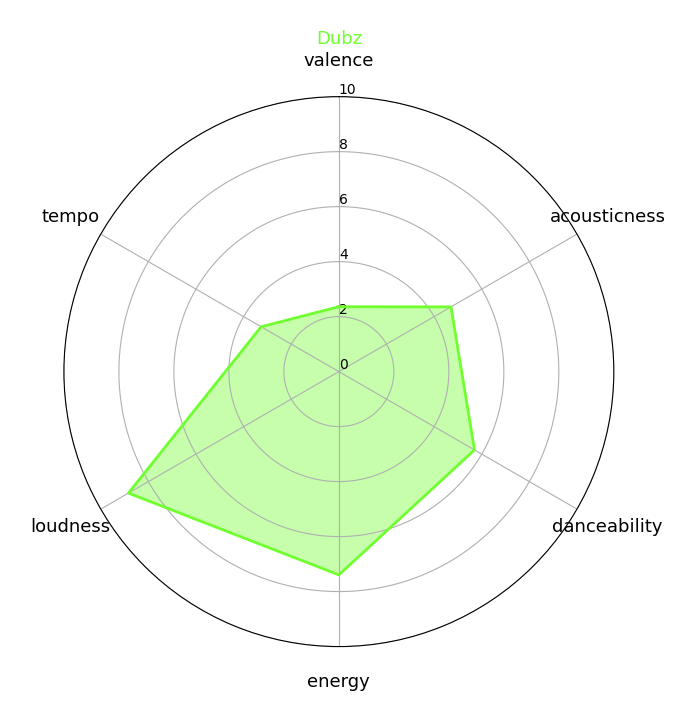 Dubz
valence
10
8
tempo
acousticness
6
4
2
0
loudness
danceability
energy